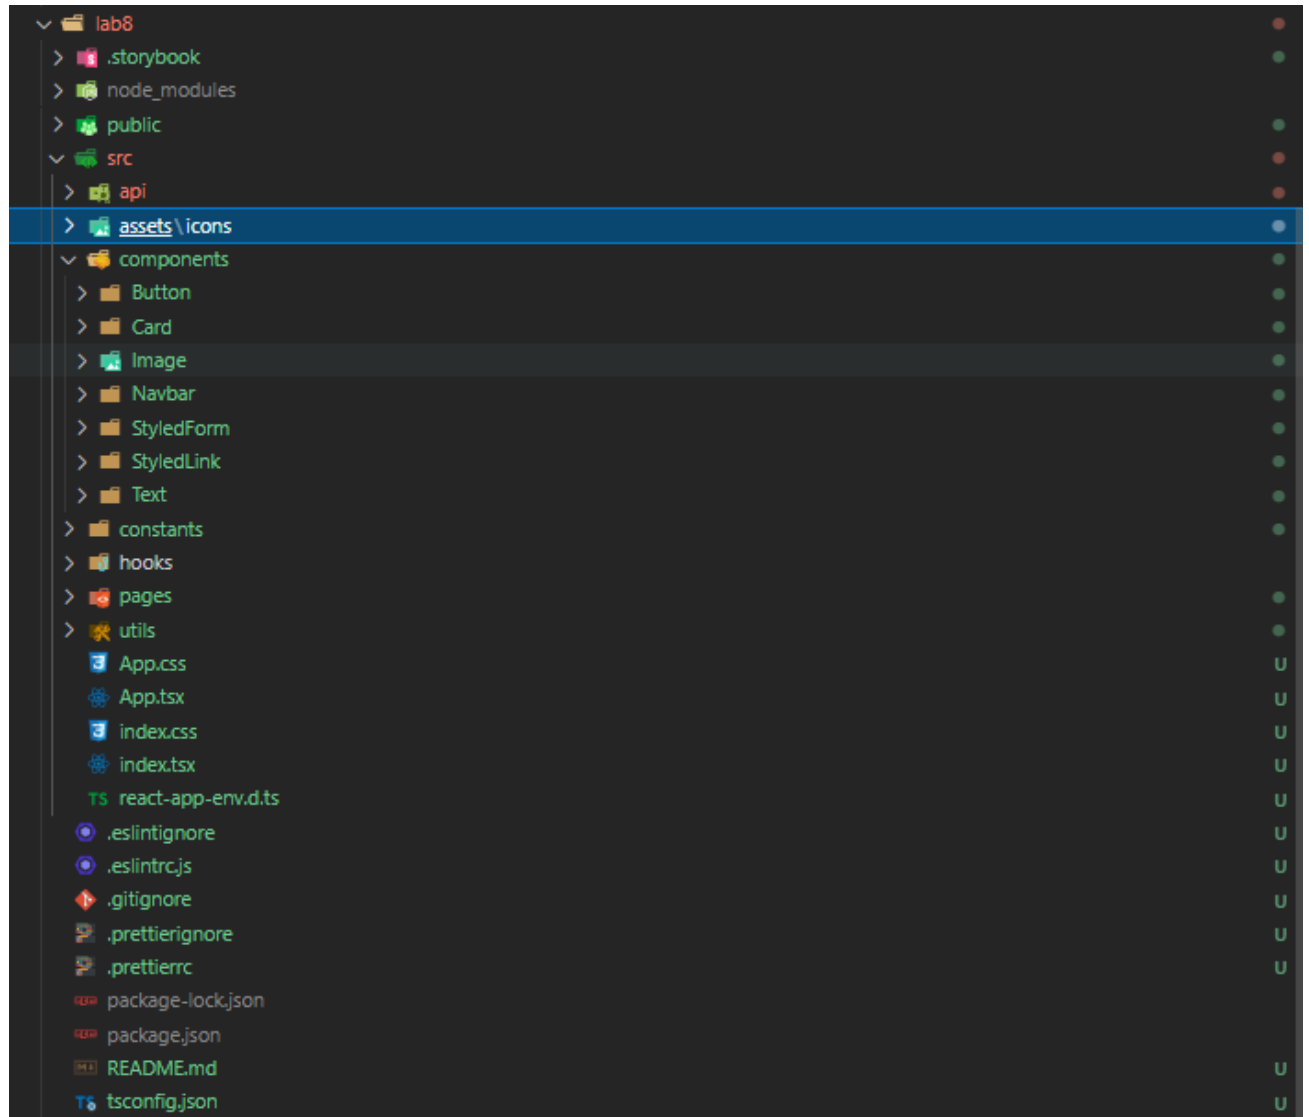 lab8
.storybook
node_modules
public
src
api
assets\icons
components
Button
Card
Image
Navbar
StyledForm
StyledLink
Text
constants
hooks
pages
utils
App.css U
App.tsx U
index.css U
index.tsx U
TS react-app-env.d.ts U
.eslintignore U
.eslintrc.js U
.gitignore U
.prettierignore U
.prettierrc U
package-lock.json
package.json
README.md U
TS tsconfig.json U